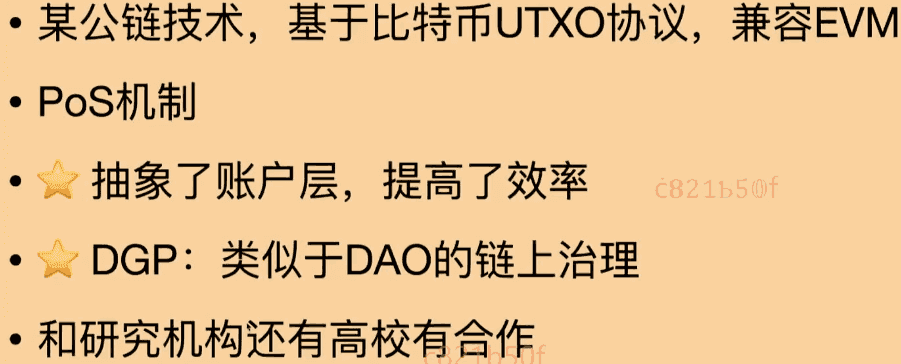 • 某公链技术，基于比特币UTXO协议，兼容EVM
• PoS机制
• ⭐ 抽象了账户层，提高了效率
c821b50f
• ⭐ DGP：类似于DAO的链上治理
• 和研究机构还有高校有合作
c821b50f